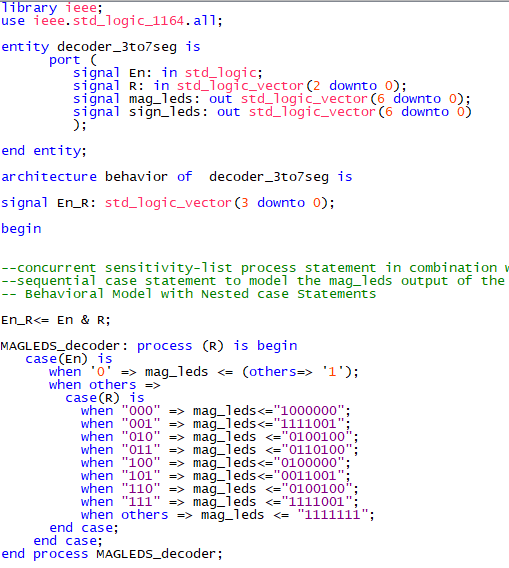 library ieee;
use ieee.std_logic_1164.all;
entity decoder_3to7seg is
port (
signal En: in std_logic;
signal R: in std_logic_vector(2 downto 0);
signal mag_leds: out std_logic_vector(6 downto 0);
signal sign_leds: out std_logic_vector(6 downto 0)
);
end entity;
architecture behavior of decoder_3to7seg is
signal En_R: std_logic_vector(3 downto 0);
begin
--concurrent sensitivity-list process statement in combination
--sequential case statement to model the mag_leds output of the
-- Behavioral Model with Nested case Statements
En_R<= En & R;
MAGLEDS_decoder: process (R) is begin
case(En) is
when '0' => mag_leds <= (others=> '1');
when others =>
case(R) is
when "000" => mag_leds<="1000000";
when "001" => mag_leds<="1111001";
when "010" => mag_leds <="0100100";
when "011" => mag_leds <="0110100";
when "100" => mag_leds<="0100000";
when "101" => mag_leds<="0011001";
when "110" => mag_leds <="0100100";
when "111" => mag_leds <="1111001";
when others => mag_leds <= "1111111";
end case;
end case;
end process MAGLEDS_decoder;